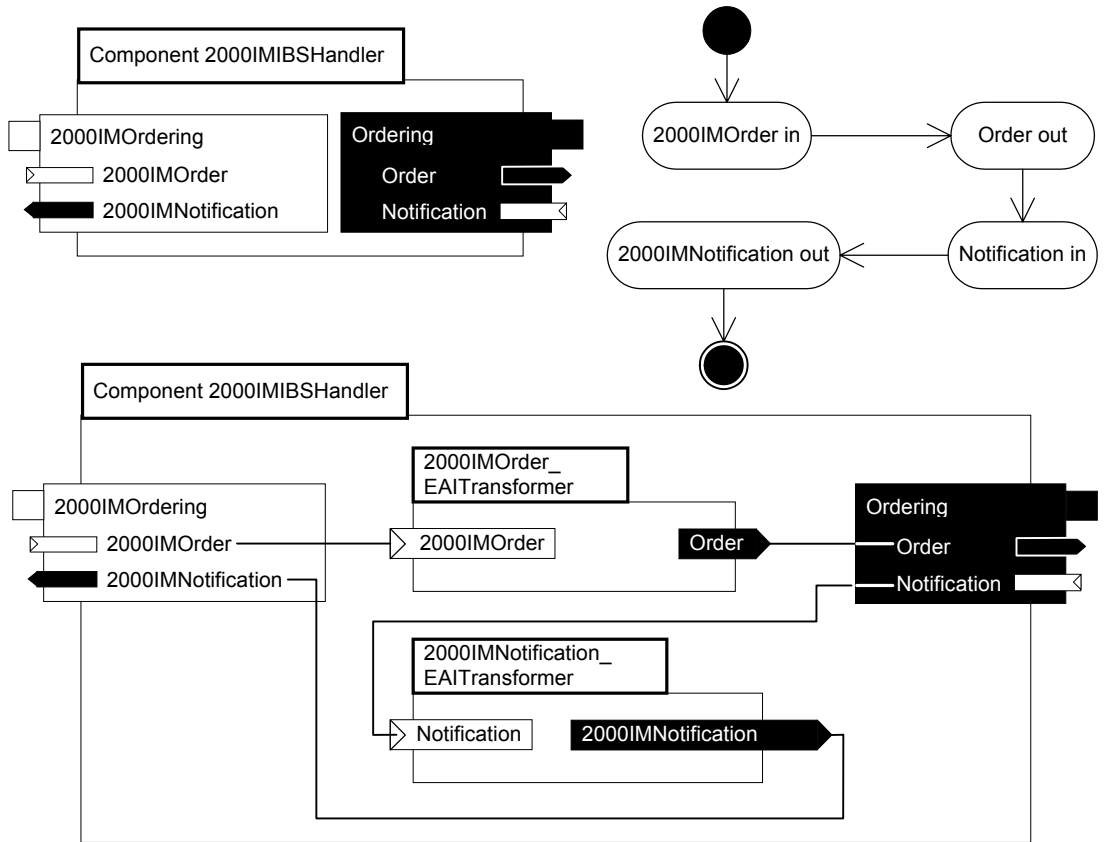 Component 2000IMIBSHandler
2000IMOrdering
2000IMOrder
2000IMNotification
Ordering
Order
Notification
2000IMOrder in
Order out
2000IMNotification out
Notification in
Component 2000IMIBSHandler
2000IMOrdering
2000IMOrder
2000IMNotification
2000IMOrder_
EAITransformer
2000IMOrder
Order
Ordering
Order
Notification
2000IMNotification_
EAITransformer
Notification
2000IMNotification